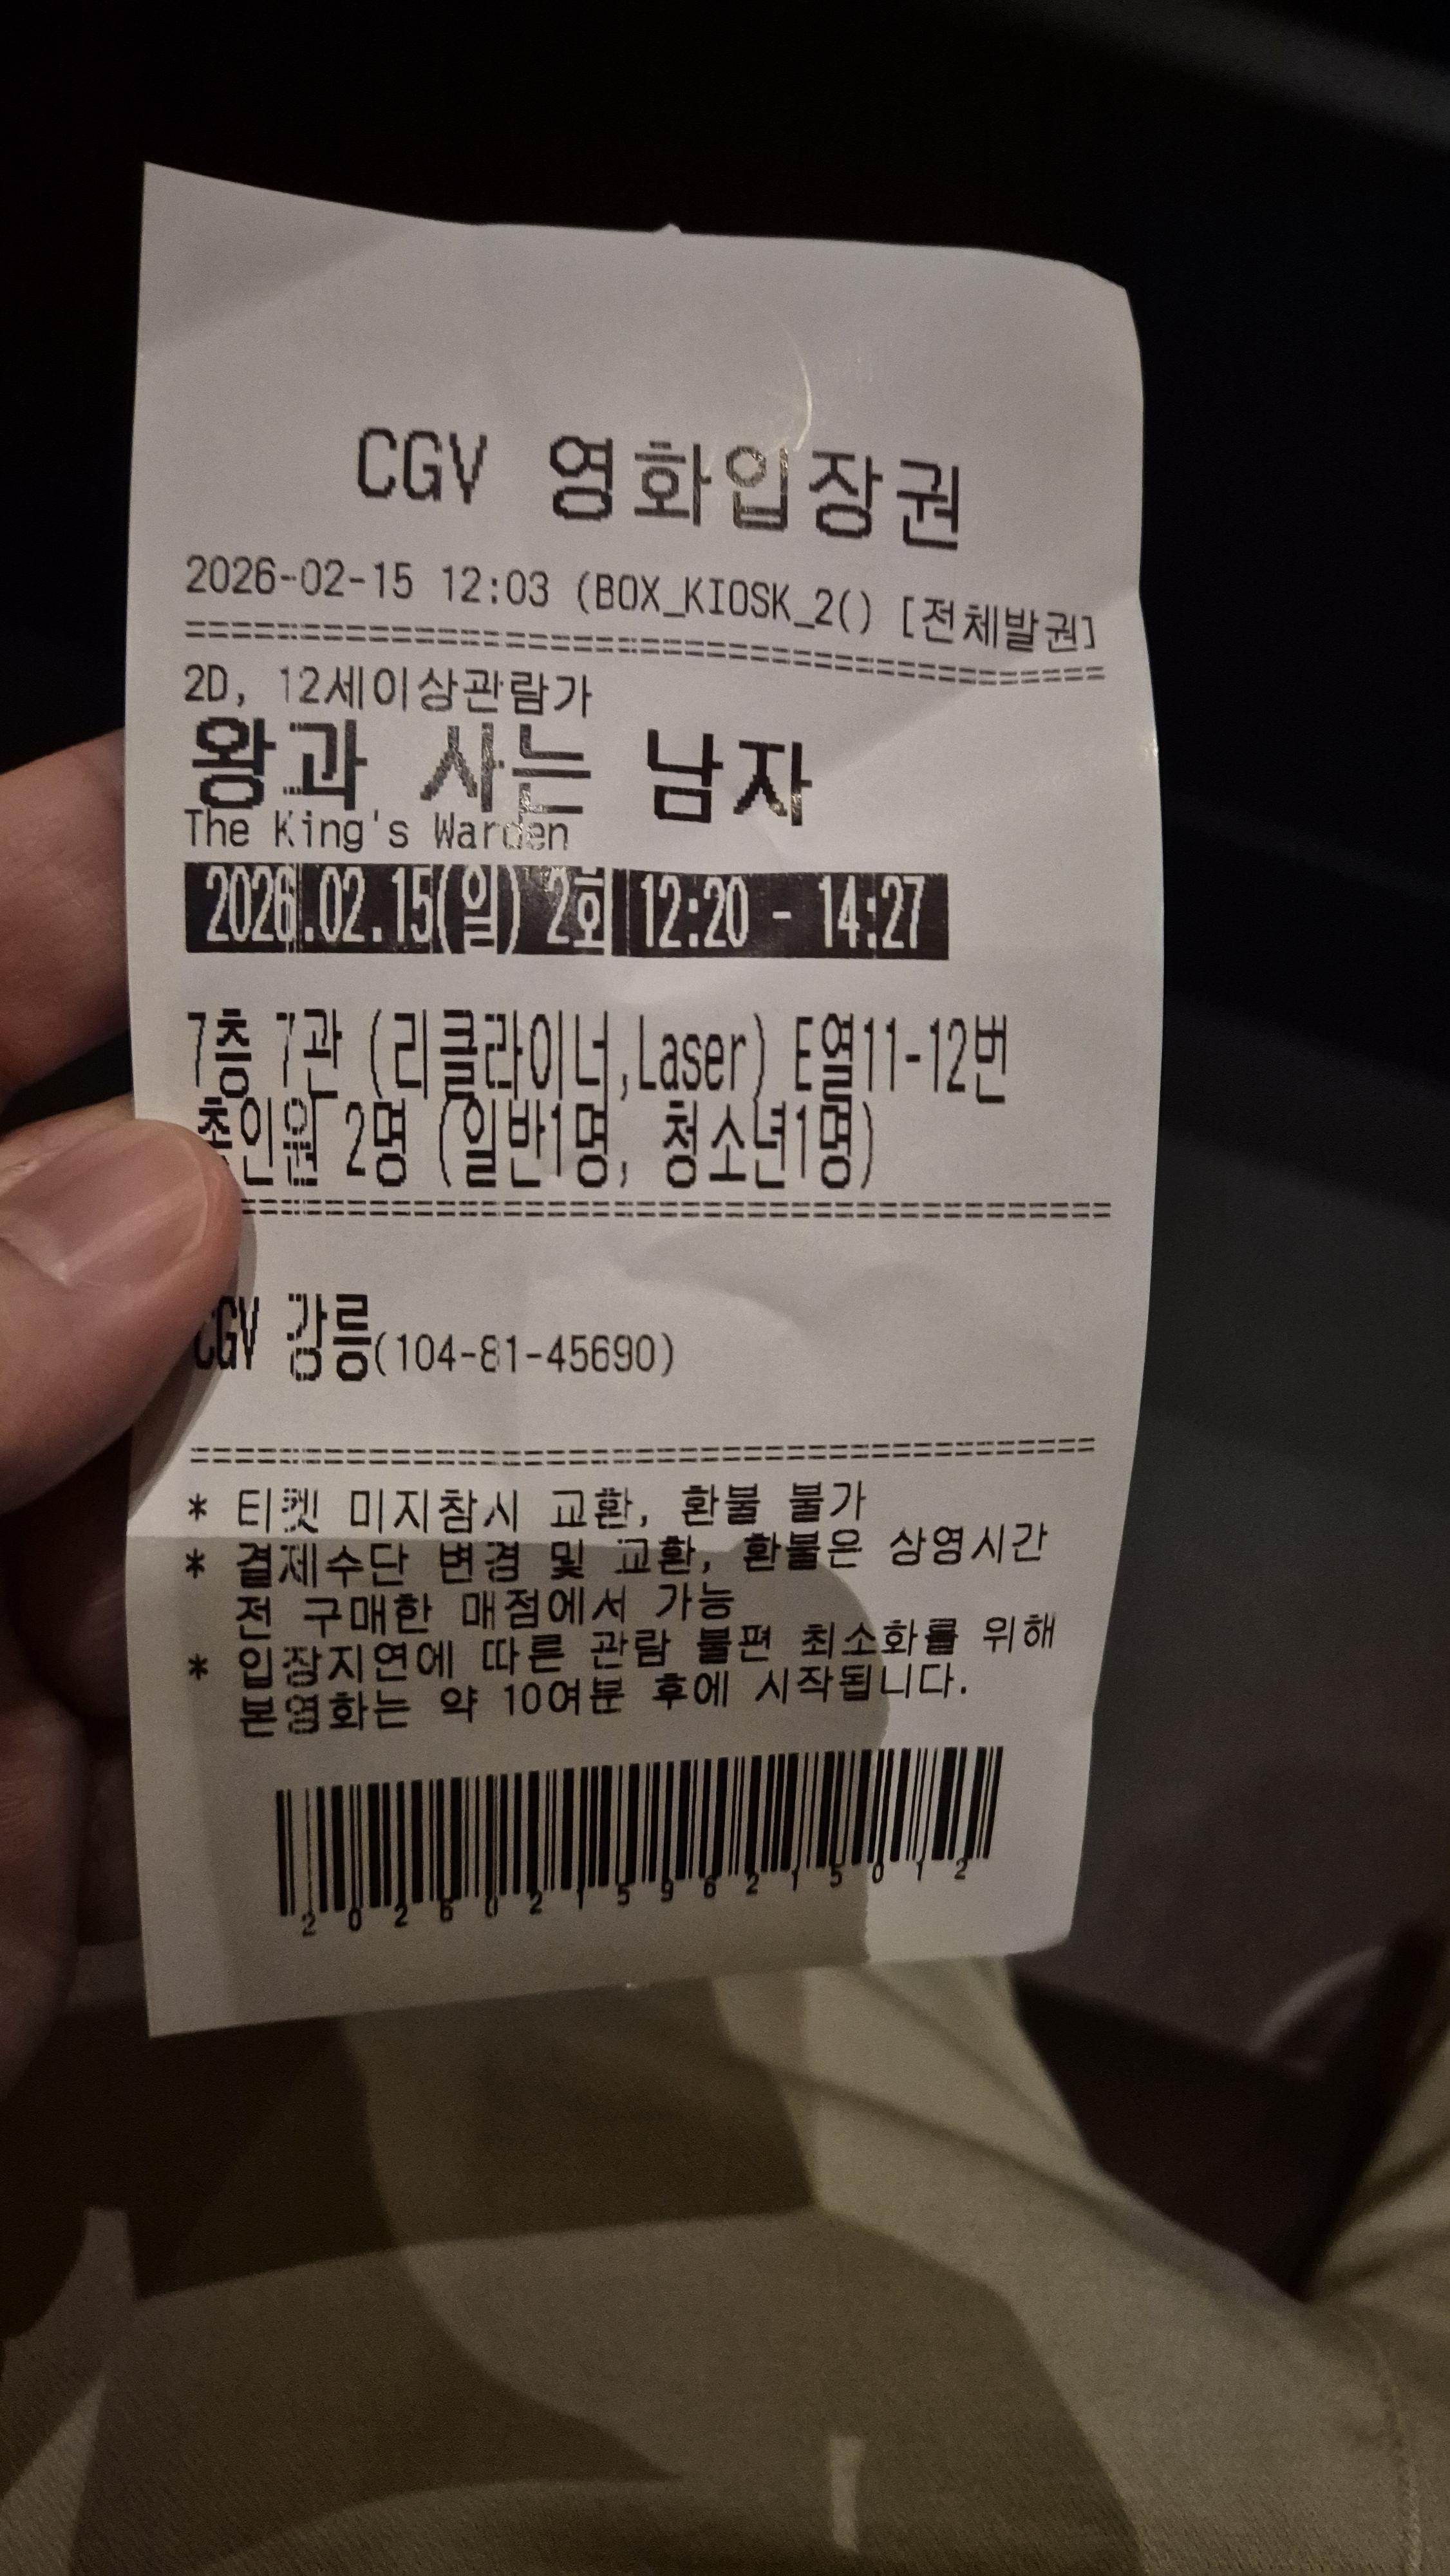 CGV 영화입장권
2026-02-15 12:03 (BOX_KIOSK_2() [전체발권]
==========================================
2D, 12세이상관람가
왕과 사는 남자
The King's Warden
2026.02.15(일) 2회 12:20 - 14:27
7층 7관 (리클라이너,Laser) E열11-12번
총인원 2명 (일반1명, 청소년1명)
==========================================
CGV 강릉(104-81-45690)
==========================================
* 티켓 미지참시 교환, 환불 불가
* 결제수단 변경 및 교환, 환불은 상영시간
전 구매한 매점에서 가능
* 입장지연에 따른 관람 불편 최소화를 위해
본영화는 약 10여분 후에 시작됩니다.
2026021596215012